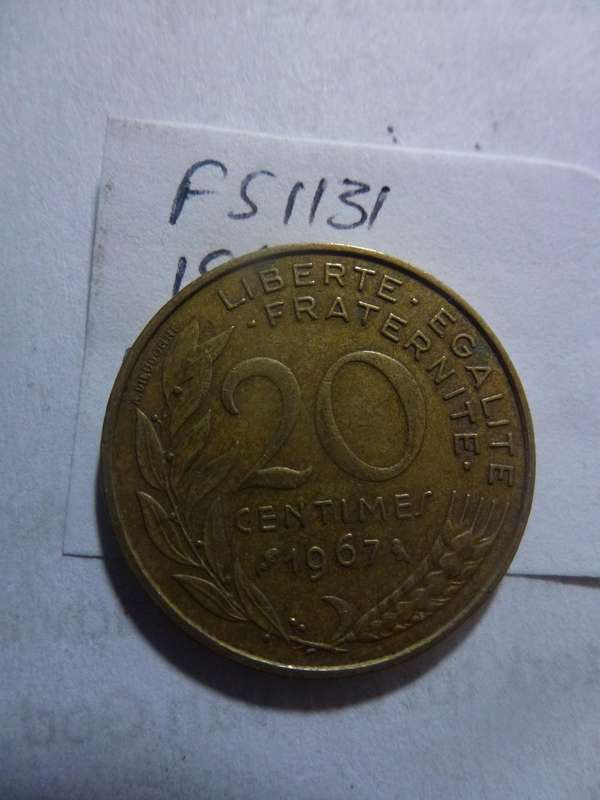 FS1131
LIBERTE · EGALITE
· FRATERNITE ·
20
CENTIMES
1967